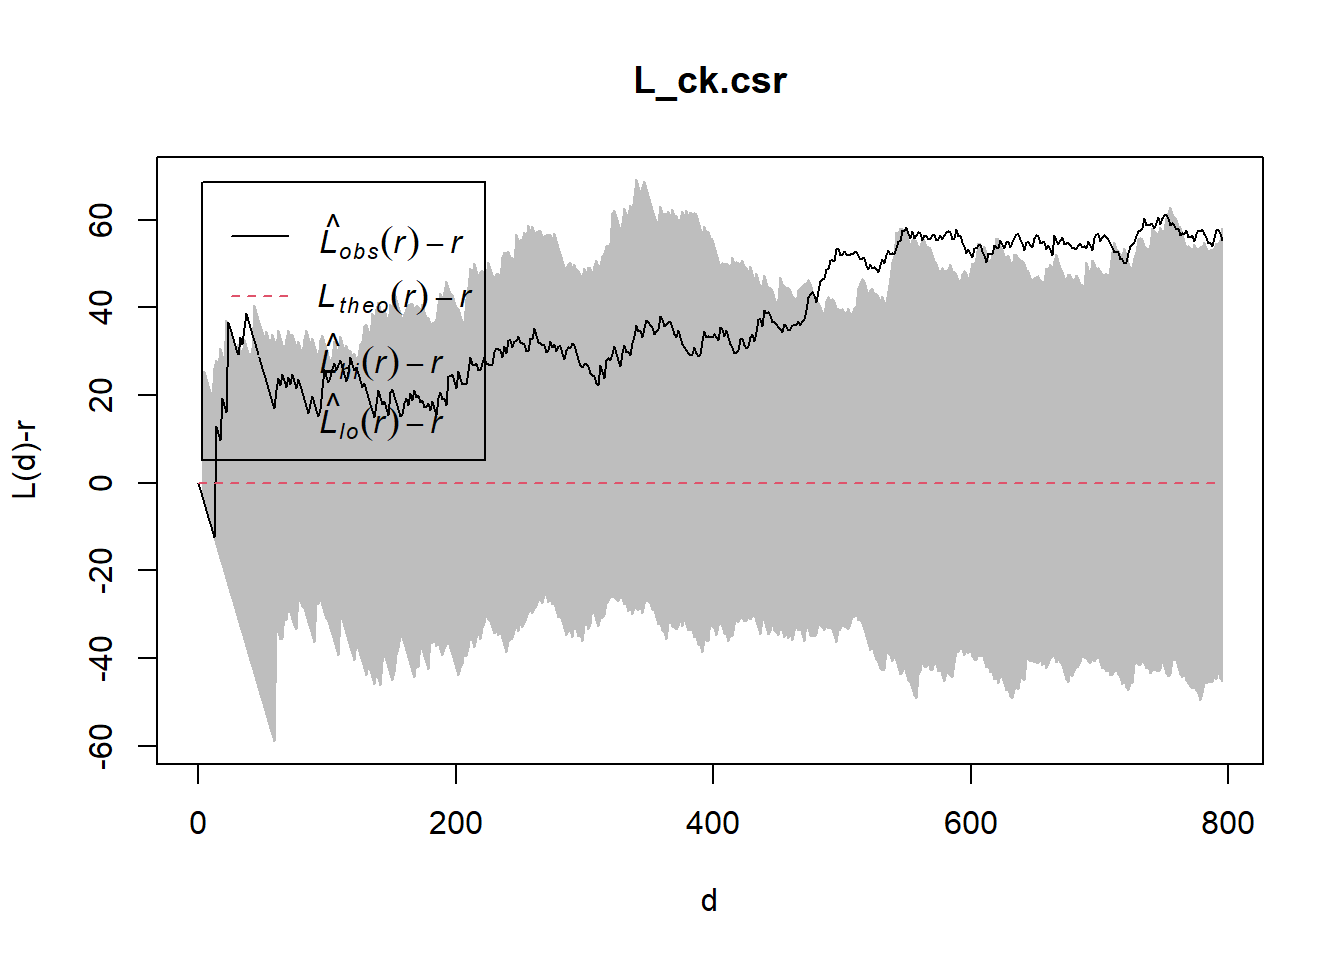 L_ck.csr
L̂obs(r) − r
Ltheo(r) − r
L̂hi(r) − r
L̂lo(r) − r
L(d)-r
60
40
20
0
-20
-40
-60
0 200 400 600 800
d